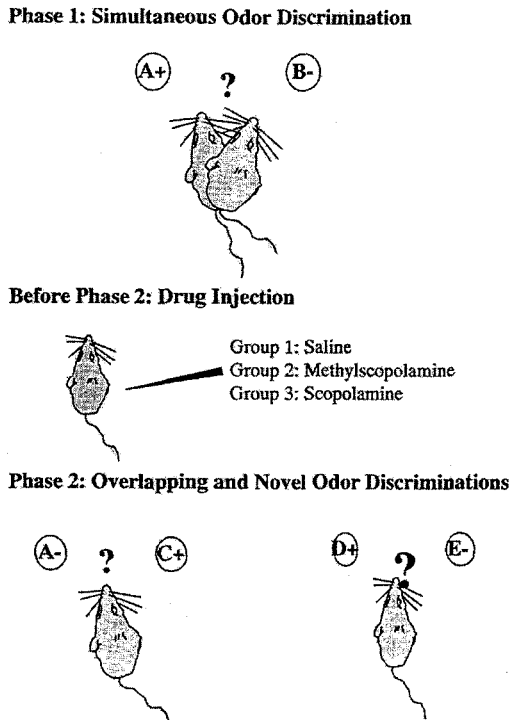 Phase 1: Simultaneous Odor Discrimination
A+ ? B-
Before Phase 2: Drug Injection
Group 1: Saline
Group 2: Methylscopolamine
Group 3: Scopolamine
Phase 2: Overlapping and Novel Odor Discriminations
A- ? C+ D+ ? E-